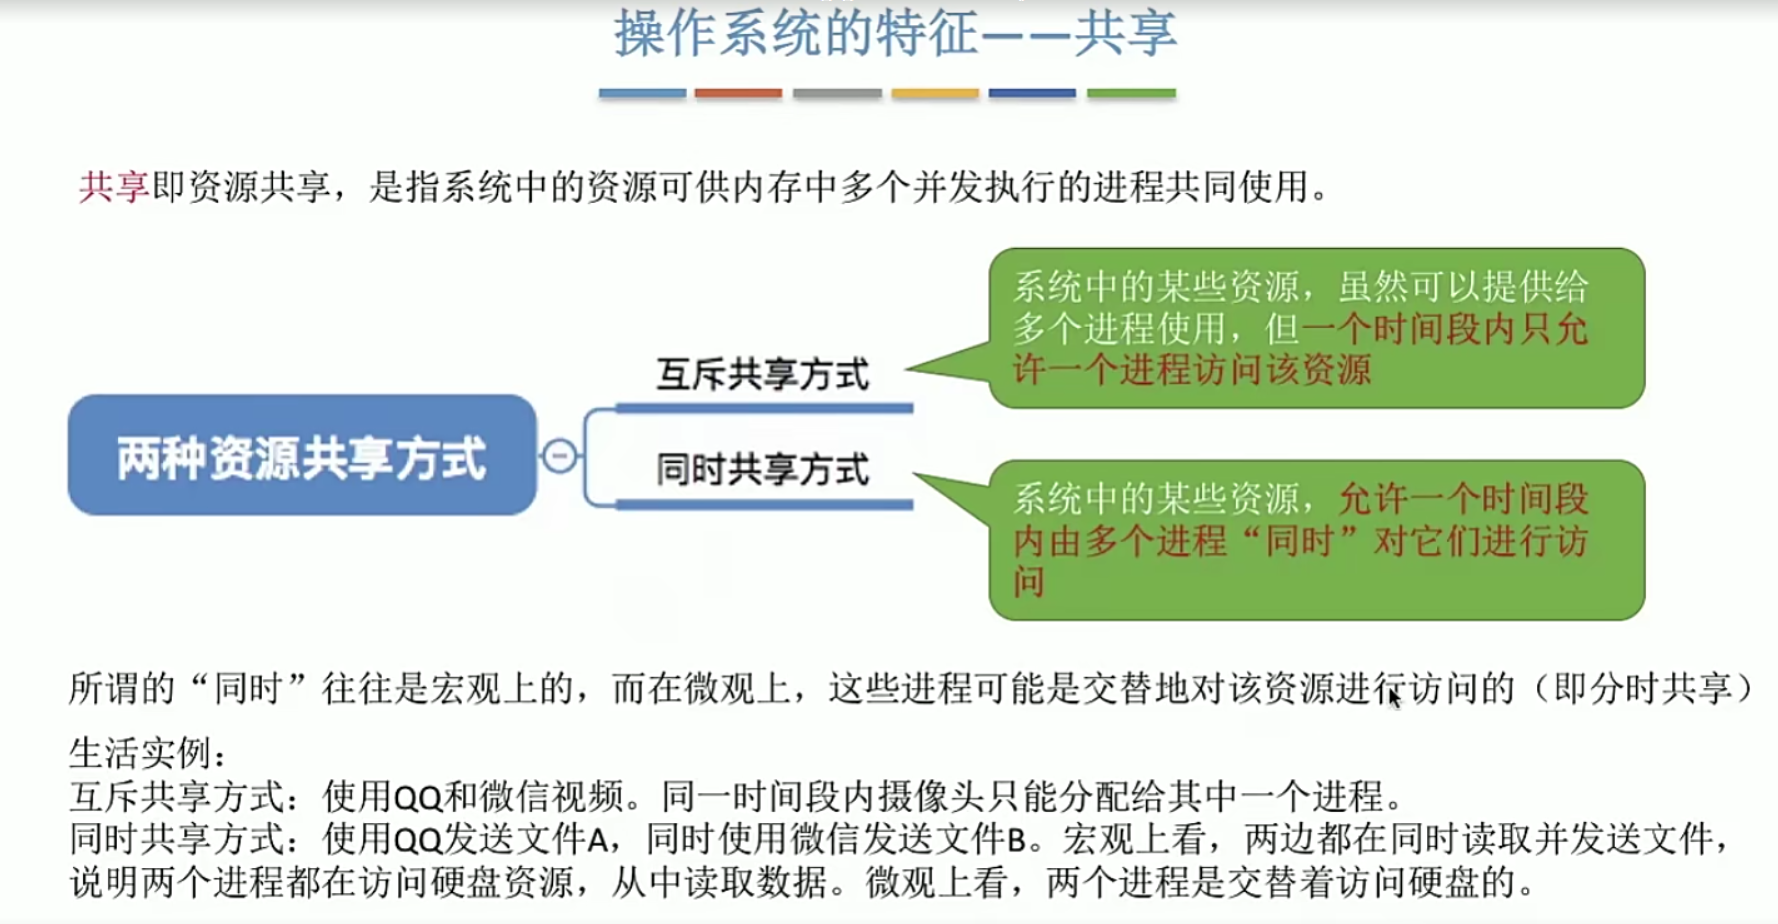 操作系统的特征——共享
共享即资源共享，是指系统中的资源可供内存中多个并发执行的进程共同使用。
两种资源共享方式
互斥共享方式
系统中的某些资源，虽然可以提供给
多个进程使用，但一个时间段内只允
许一个进程访问该资源
同时共享方式
系统中的某些资源，允许一个时间段
内由多个进程“同时”对它们进行访
问
所谓的“同时”往往是宏观上的，而在微观上，这些进程可能是交替地对该资源进行访问的（即分时共享）
生活实例：
互斥共享方式：使用QQ和微信视频。同一时间段内摄像头只能分配给其中一个进程。
同时共享方式：使用QQ发送文件A，同时使用微信发送文件B。宏观上看，两边都在同时读取并发送文件，
说明两个进程都在访问硬盘资源，从中读取数据。微观上看，两个进程是交替着访问硬盘的。